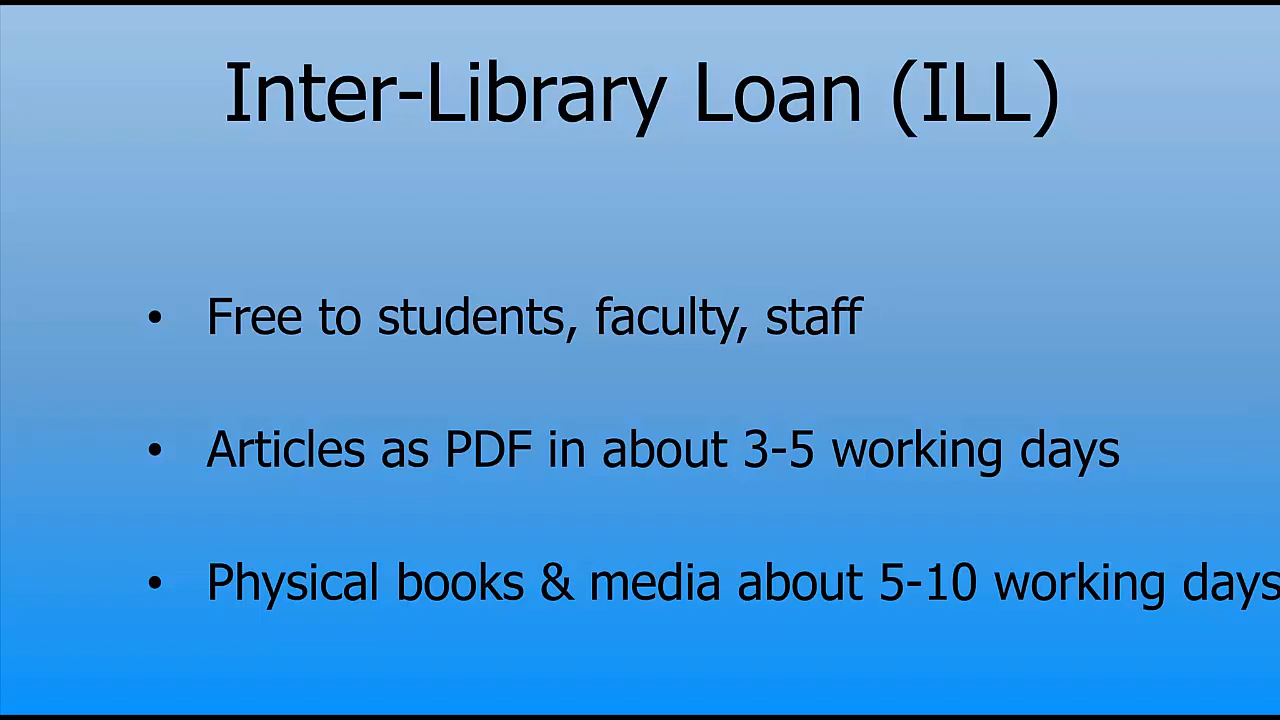 Inter-Library Loan (ILL)
• Free to students, faculty, staff
• Articles as PDF in about 3-5 working days
• Physical books & media about 5-10 working days